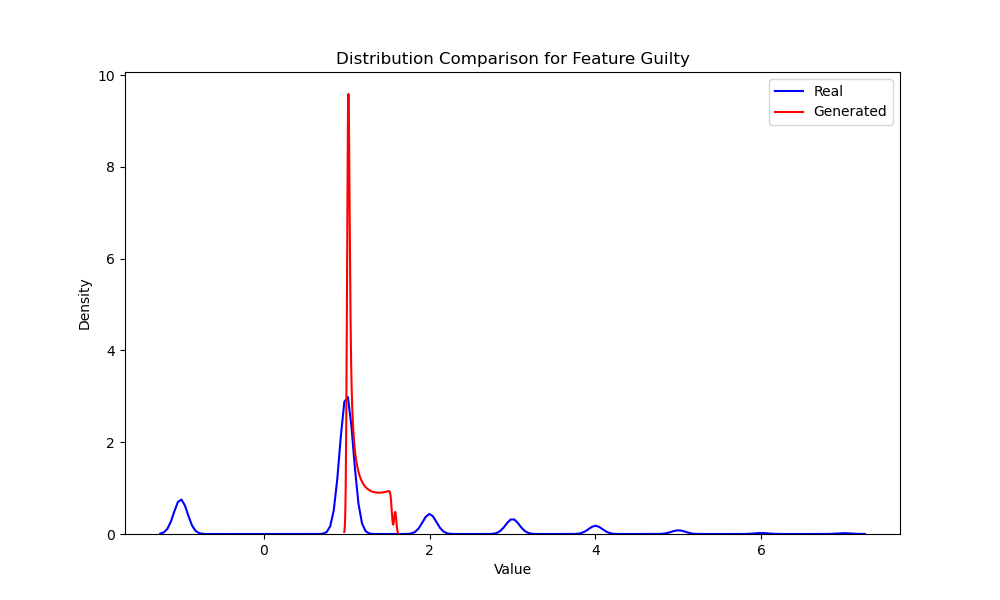 Distribution Comparison for Feature Guilty
Real
Generated
10
8
6
4
2
0
Density
0 2 4 6
Value